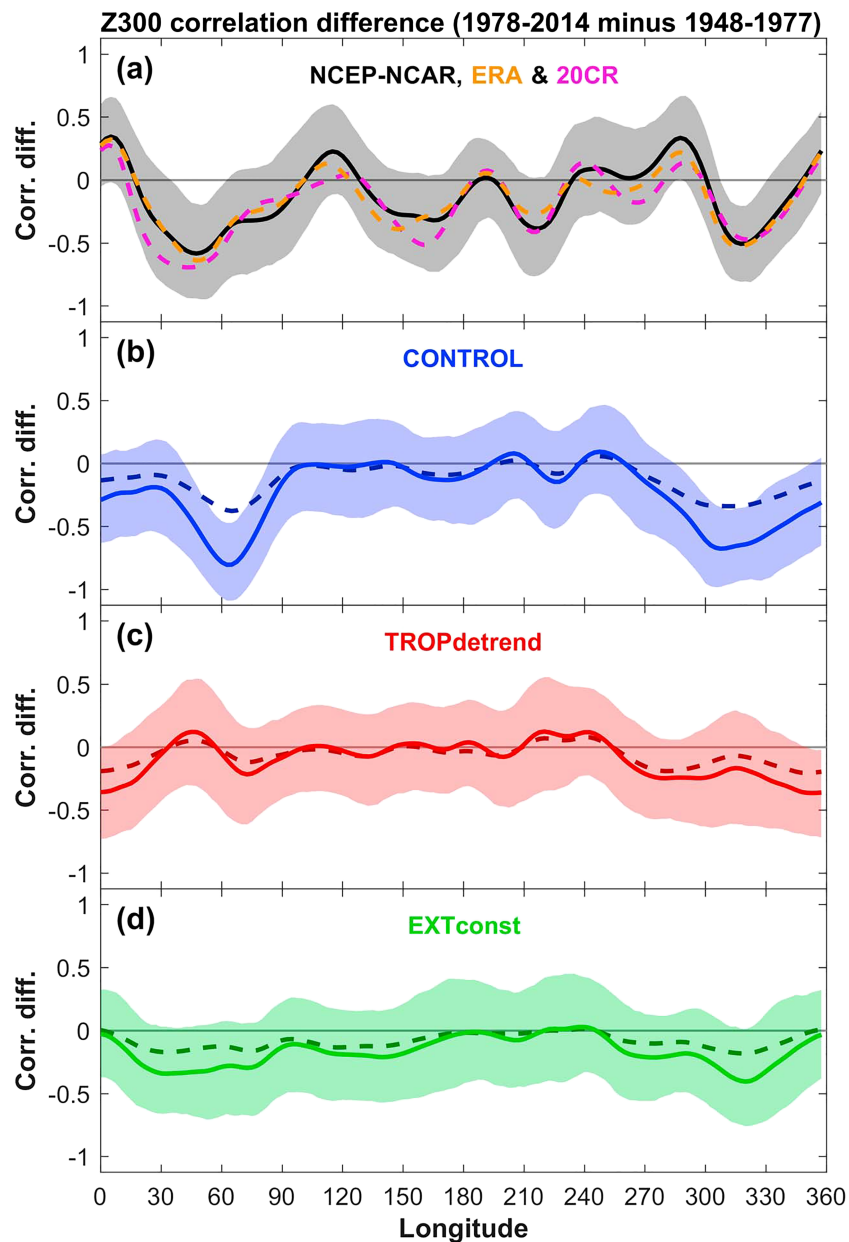 Z300 correlation difference (1978-2014 minus 1948-1977)
(a)
NCEP-NCAR, ERA & 20CR
Corr. diff.
1
0.5
0
-0.5
-1
(b)
CONTROL
Corr. diff.
1
0.5
0
-0.5
-1
(c)
TROPdetrend
Corr. diff.
1
0.5
0
-0.5
-1
(d)
EXTconst
Corr. diff.
1
0.5
0
-0.5
-1
0 30 60 90 120 150 180 210 240 270 300 330 360
Longitude